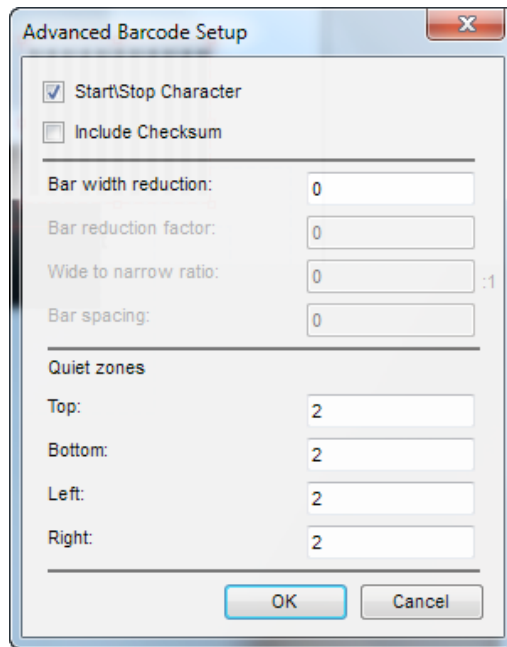 Advanced Barcode Setup
Start\Stop Character
Include Checksum
Bar width reduction: 0
Bar reduction factor: 0
Wide to narrow ratio: 0 :1
Bar spacing: 0
Quiet zones
Top: 2
Bottom: 2
Left: 2
Right: 2
OK Cancel